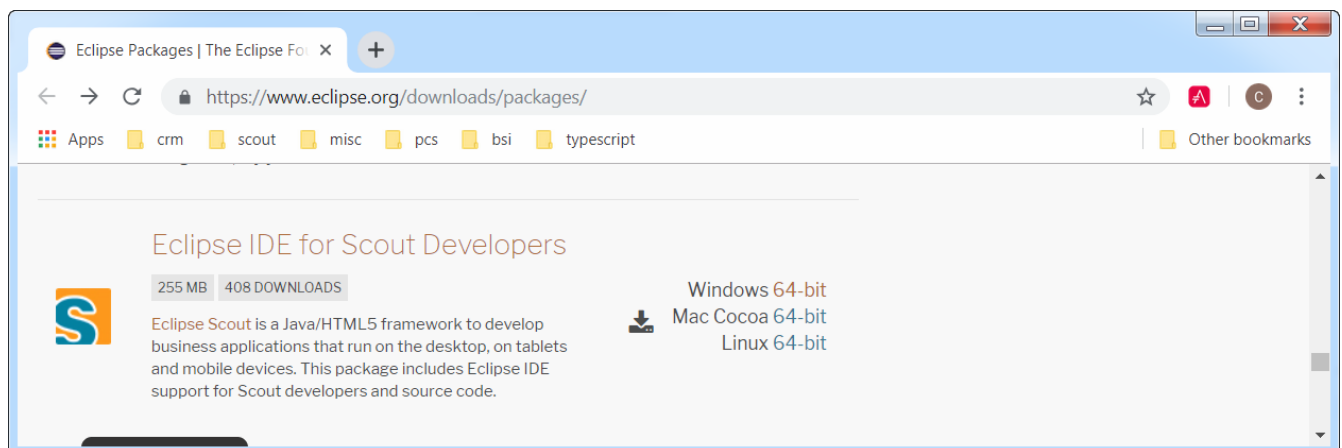 Eclipse Packages | The Eclipse Fou
https://www.eclipse.org/downloads/packages/
C
Apps crm scout misc pcs bsi typescript Other bookmarks
Eclipse IDE for Scout Developers
255 MB 408 DOWNLOADS
Eclipse Scout is a Java/HTML5 framework to develop
business applications that run on the desktop, on tablets
and mobile devices. This package includes Eclipse IDE
support for Scout developers and source code.
Windows 64-bit
Mac Cocoa 64-bit
Linux 64-bit
S